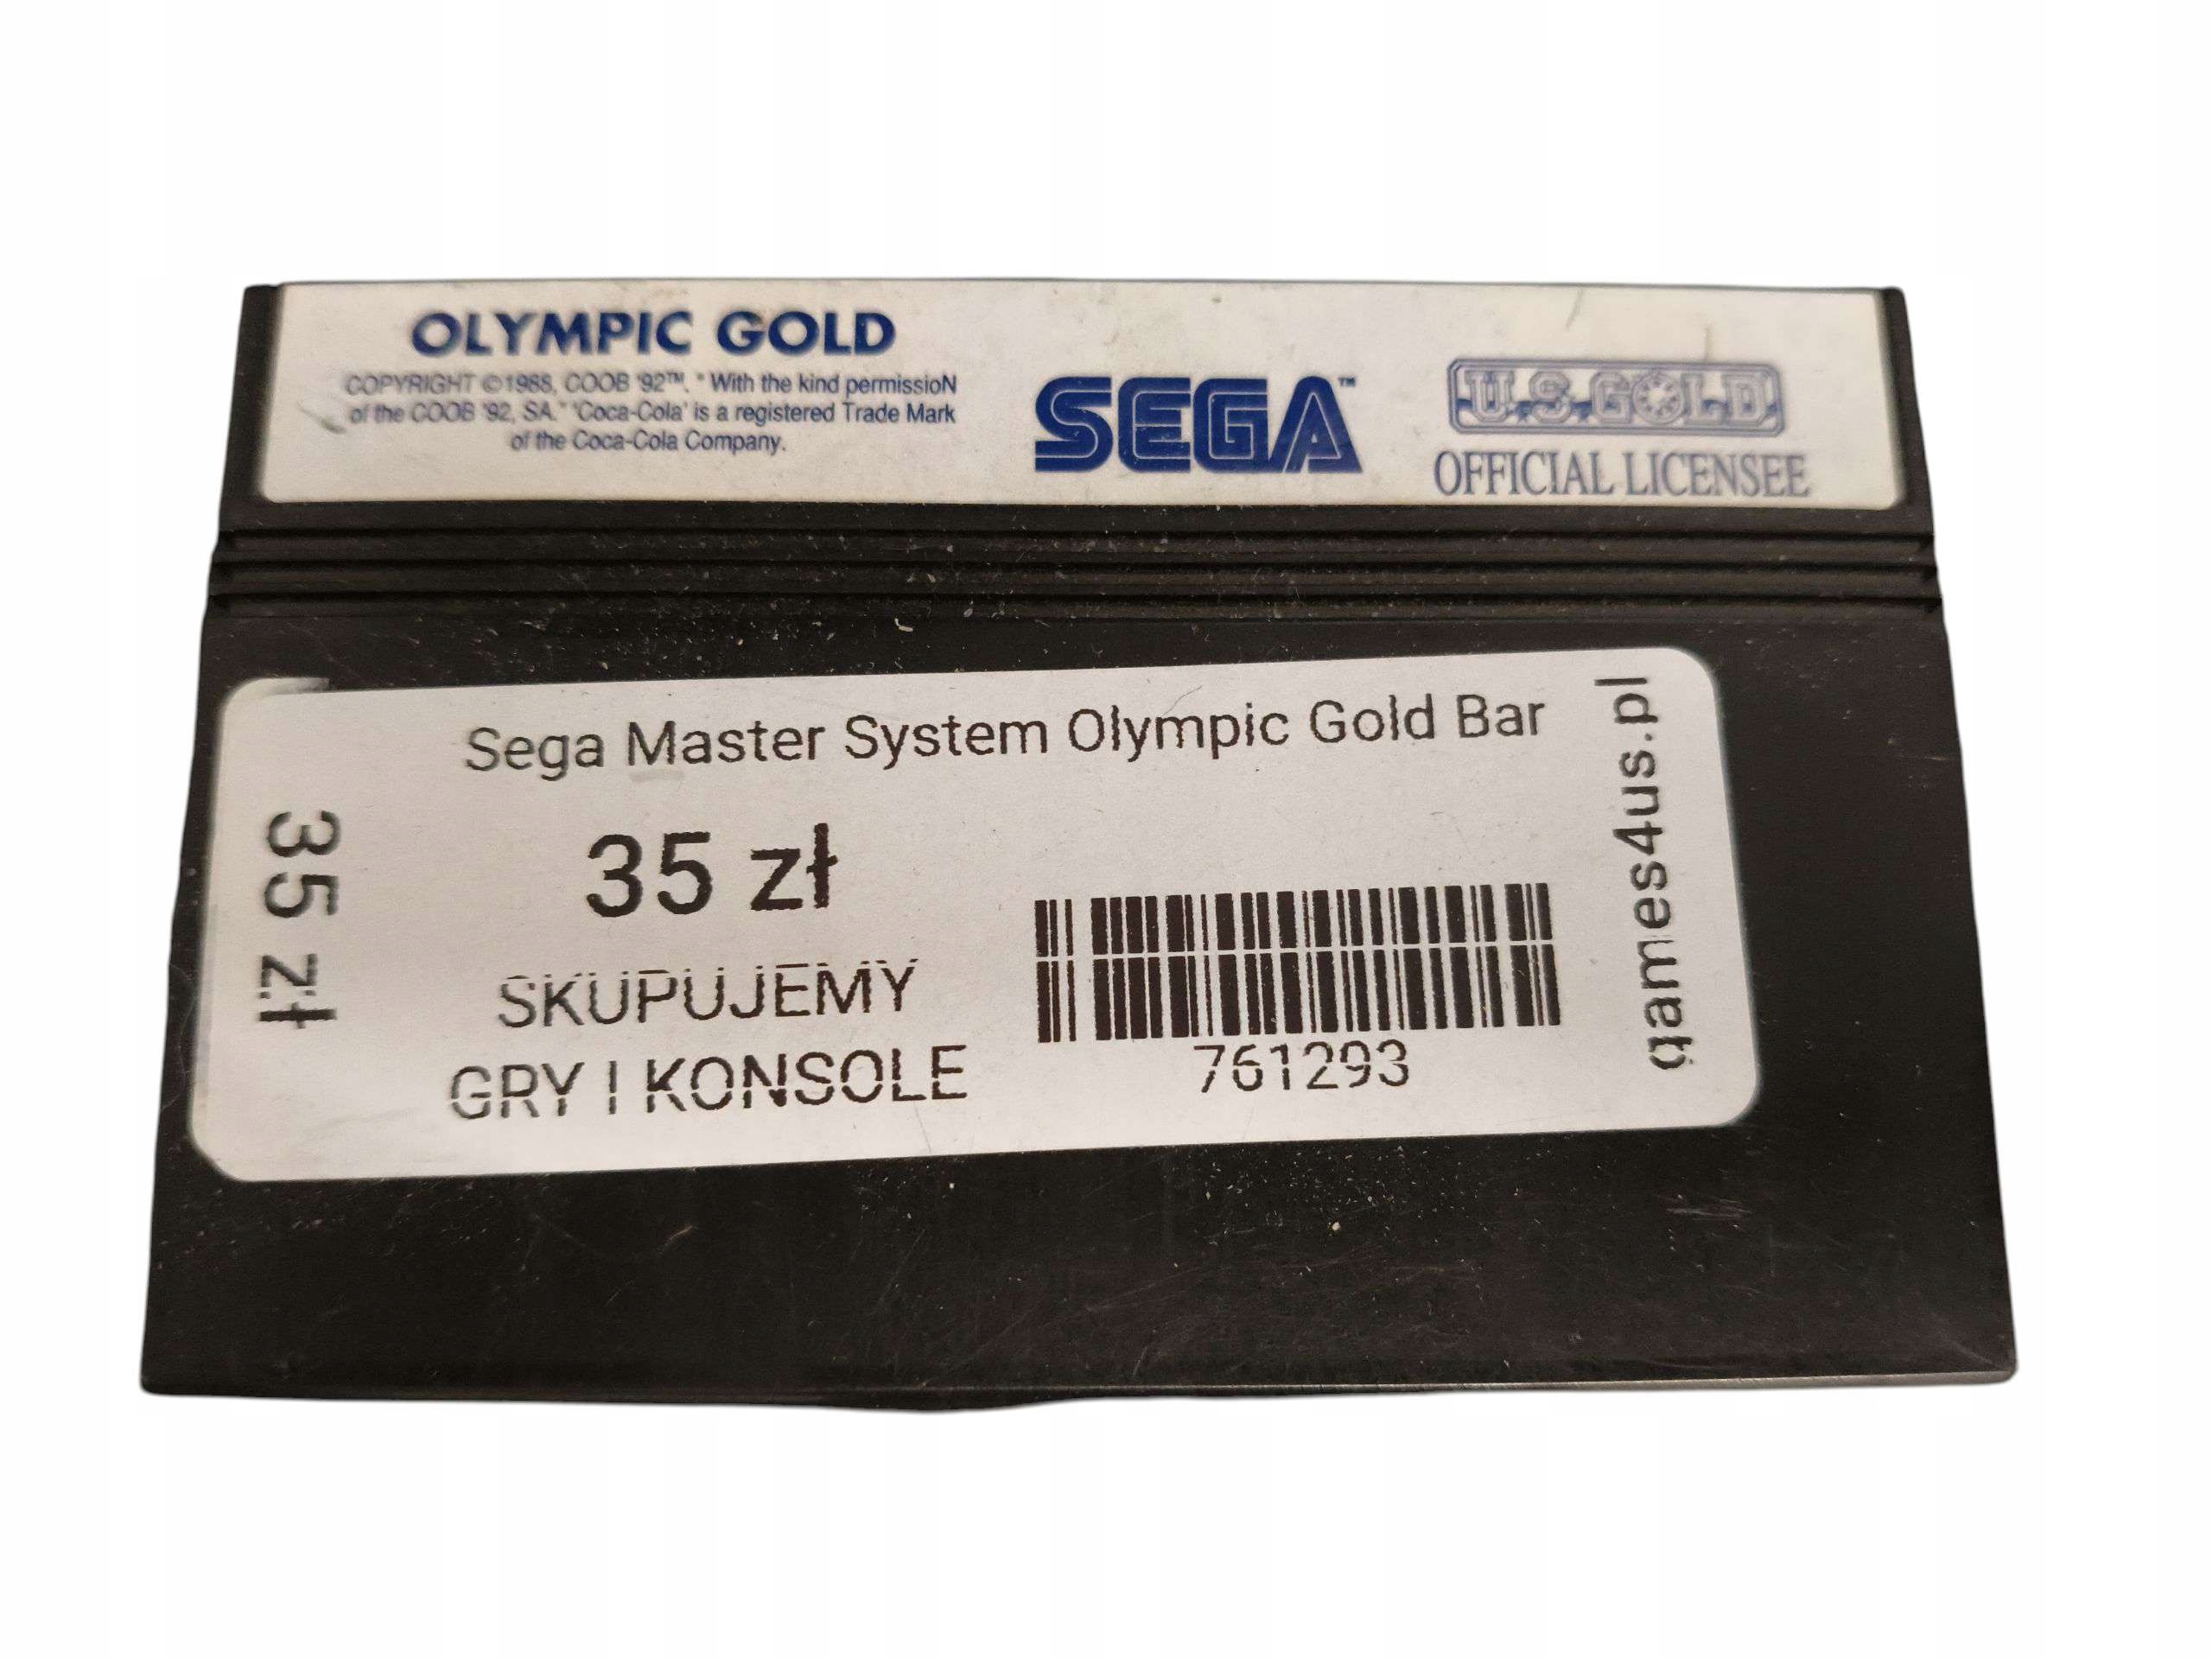 OLYMPIC GOLD
COPYRIGHT ©1988, COOB '92™. "With the kind permissioN
of the COOB '92, SA." 'Coca-Cola' is a registered Trade Mark
of the Coca-Cola Company.
SEGA™
U.S. GOLD
OFFICIAL LICENSEE
Sega Master System Olympic Gold Bar
35 zł
35 zł
SKUPUJEMY
GRY I KONSOLE
761293
games4us.pl